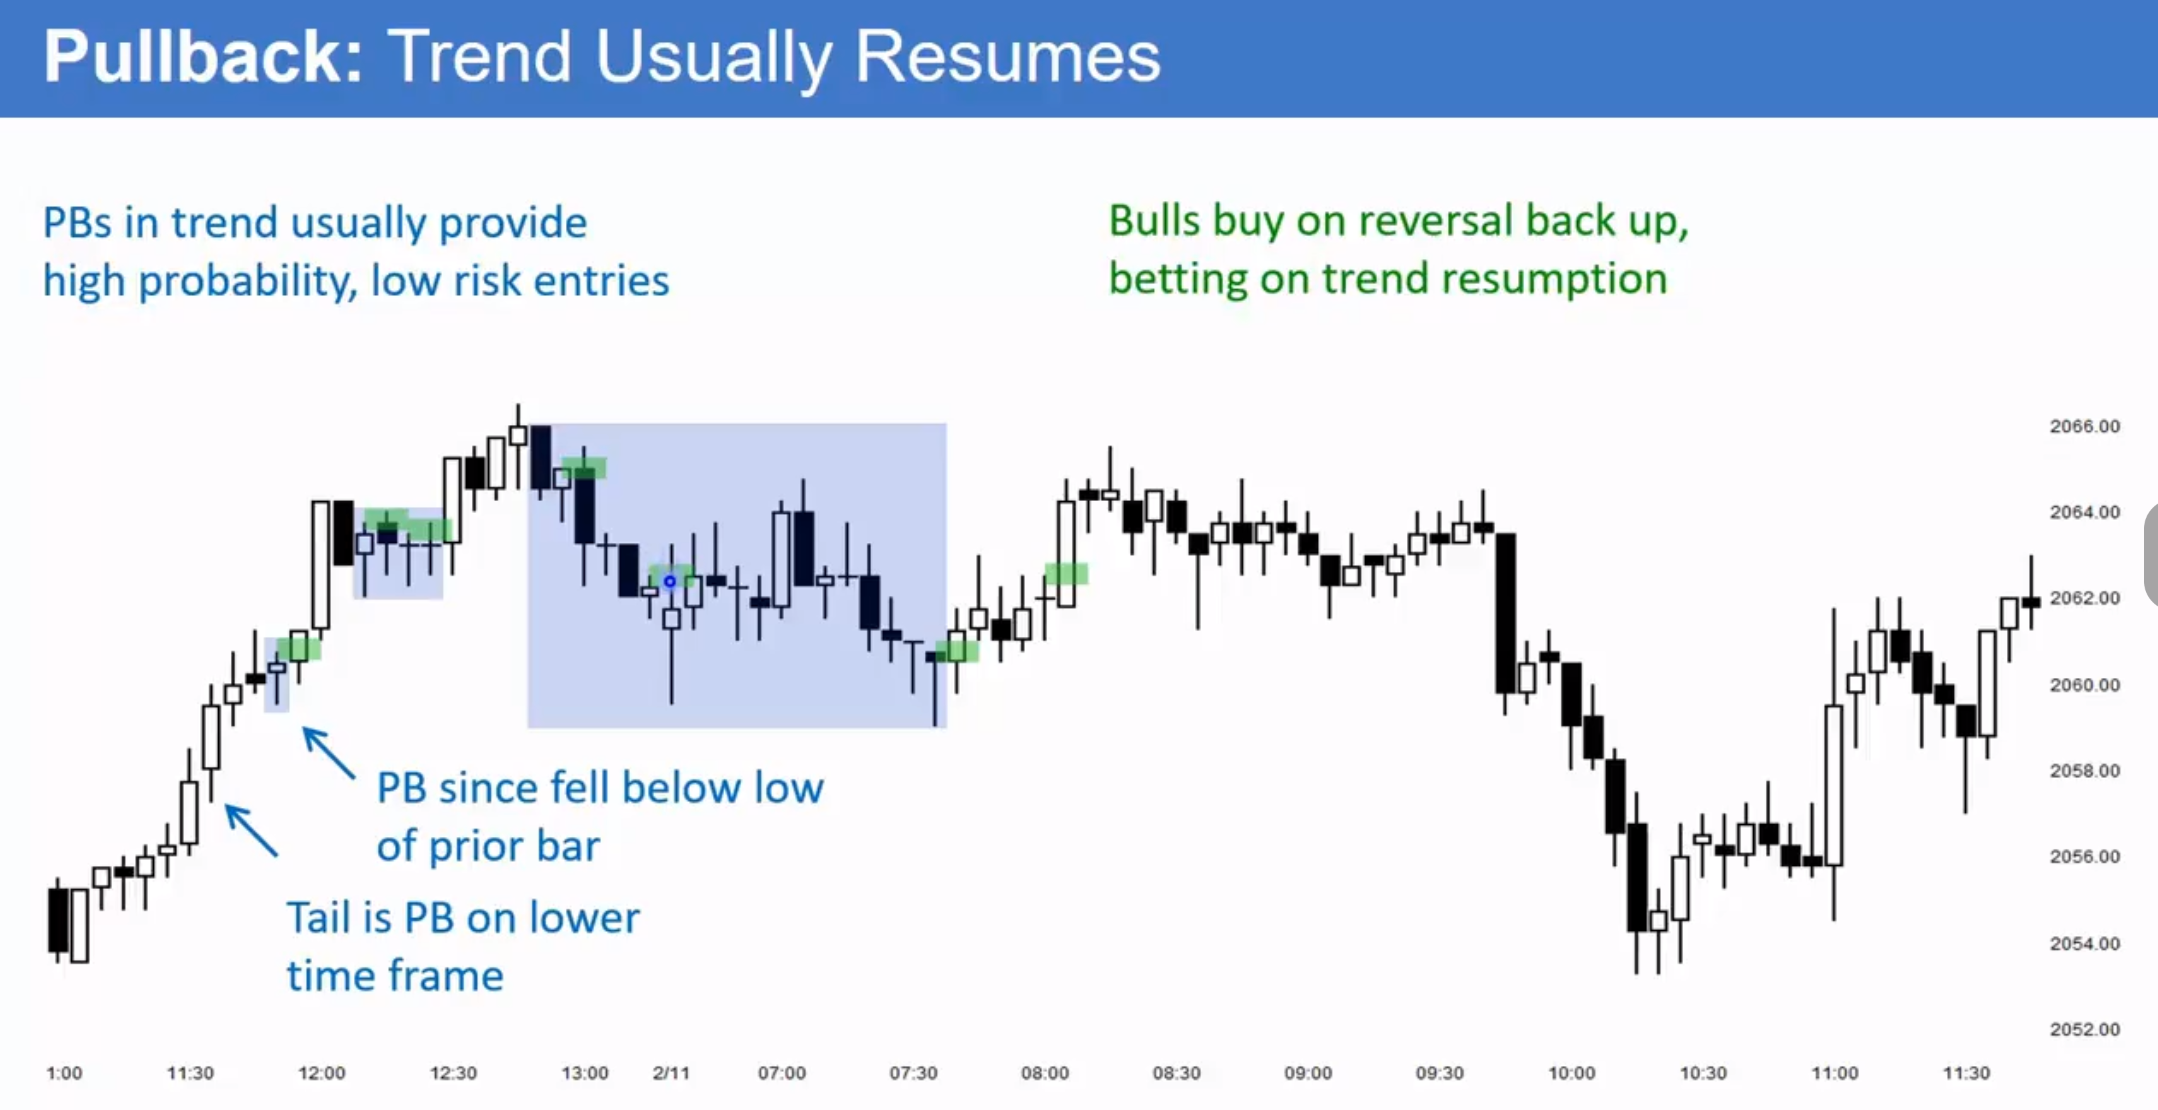 Pullback: Trend Usually Resumes
PBs in trend usually provide
high probability, low risk entries
Bulls buy on reversal back up,
betting on trend resumption
PB since fell below low
of prior bar
Tail is PB on lower
time frame
2066.00
2064.00
2062.00
2060.00
2058.00
2056.00
2054.00
2052.00
1:00 11:30 12:00 12:30 13:00 2/11 07:00 07:30 08:00 08:30 09:00 09:30 10:00 10:30 11:00 11:30